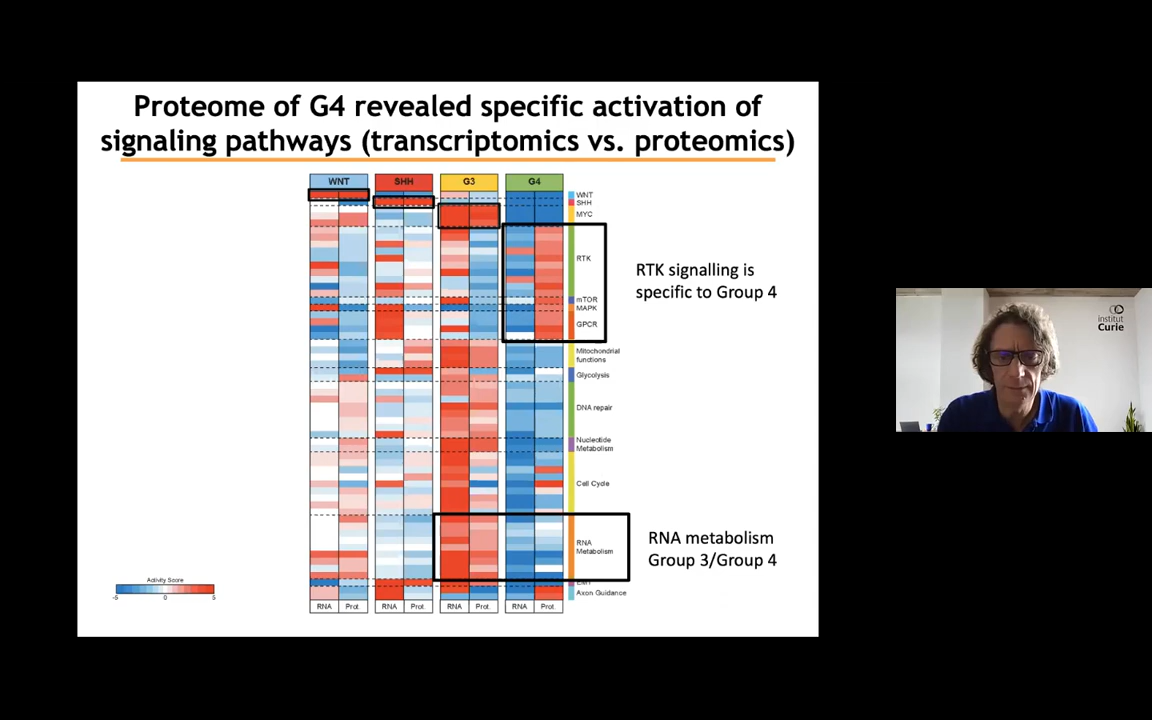 Proteome of G4 revealed specific activation of
signaling pathways (transcriptomics vs. proteomics)
WNT SHH G3 G4
WNT
SHH
MYC
RTK
mTOR
MAPK
GPCR
Mitochondrial
functions
Glycolysis
DNA repair
Nucleotide
Metabolism
Cell Cycle
RNA
Metabolism
EMT
Axon Guidance
RTK signalling is
specific to Group 4
RNA metabolism
Group 3/Group 4
Activity Score
-5 0 5
RNA Prot. RNA Prot. RNA Prot. RNA Prot.
institut
Curie